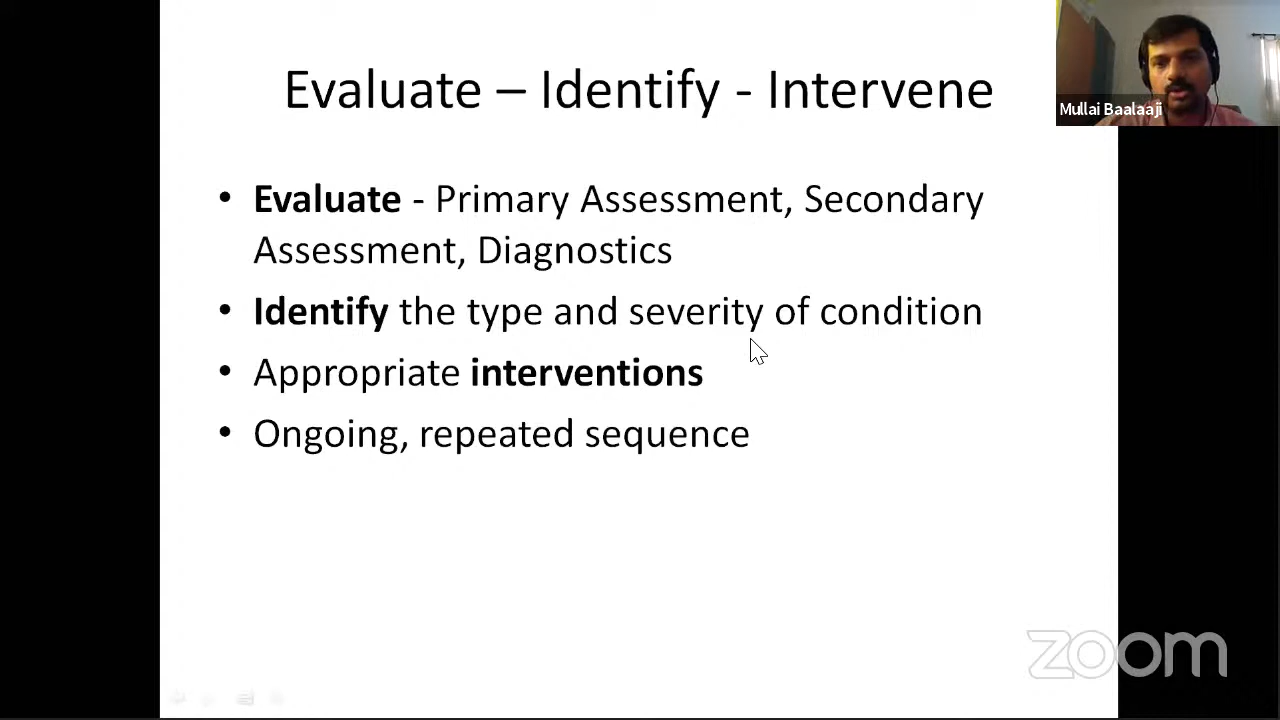 Evaluate – Identify - Intervene
Mullai Baalaaji
• Evaluate - Primary Assessment, Secondary
Assessment, Diagnostics
• Identify the type and severity of condition
• Appropriate interventions
• Ongoing, repeated sequence
zoom